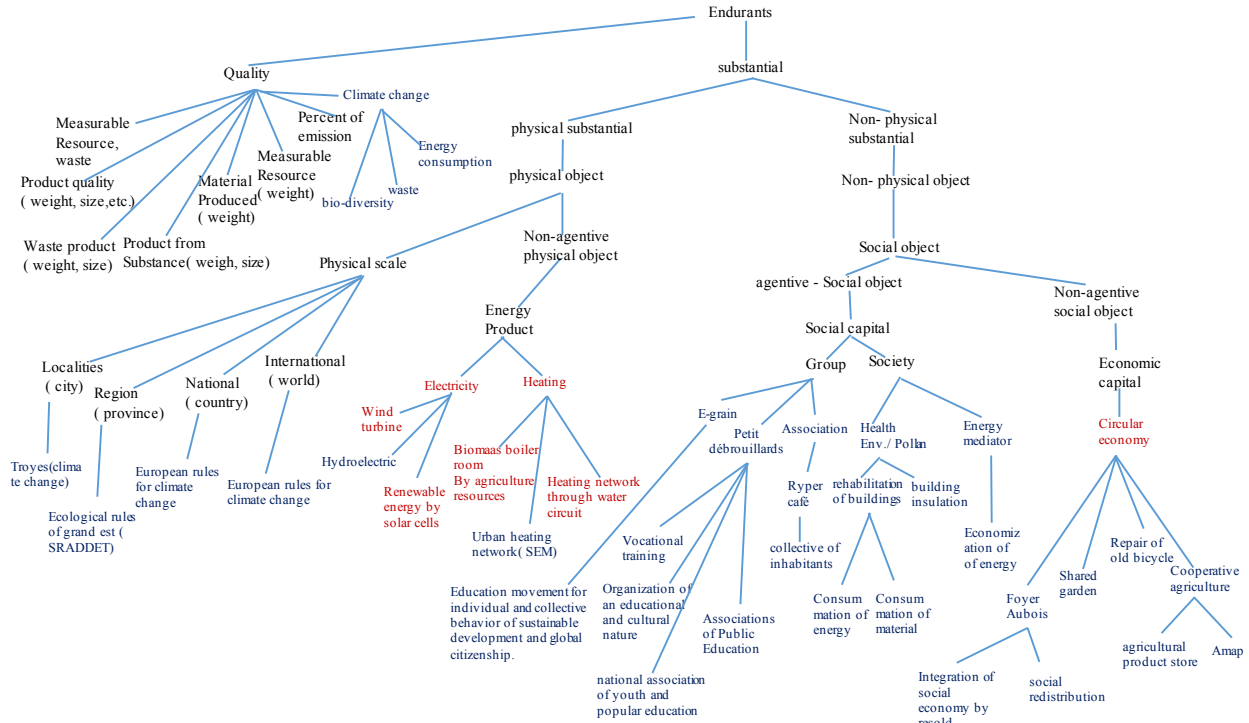 Endurants
Quality
substantial
Climate change
Measurable
Resource,
waste
Percent of
emission
Measurable
Resource
( weight)
Energy
consumption
Product quality
( weight, size,etc.)
Material
Produced
( weight)
waste
bio-diversity
Waste product
( weight, size)
Product from
Substance( weigh, size)
physical substantial
Non- physical
substantial
physical object
Non- physical object
Non-agentive
physical object
Physical scale
Social object
agentive - Social object
Non-agentive
social object
Energy
Product
Social capital
Economic
capital
Localities
( city)
Region
( province)
National
( country)
International
( world)
Electricity
Heating
Group
Society
Wind
turbine
Hydroelectric
Renewable
energy by
solar cells
Biomaas boiler
room
By agriculture
resources
Heating network
through water
circuit
Urban heating
network( SEM)
Troyes(clima
te change)
Ecological rules
of grand est (
SRADDET)
European rules
for climate
change
European rules for
climate change
E-grain
Petit
débrouillards
Association
Health
Env./ Pollan
Energy
mediator
Circular
economy
Ryper
café
rehabilitation
of buildings
building
insulation
collective of
inhabitants
Economiz
ation of
of energy
Vocational
training
Education movement for
individual and collective
behavior of sustainable
development and global
citizenship.
Organization of
an educational
and cultural
nature
Associations
of Public
Education
national association
of youth and
popular education
Consum
mation of
energy
Consum
mation of
material
Foyer
Aubois
Shared
garden
Repair of
old bicycle
Cooperative
agriculture
Integration of
social
economy by
resold
social
redistribution
agricultural
product store
Amap